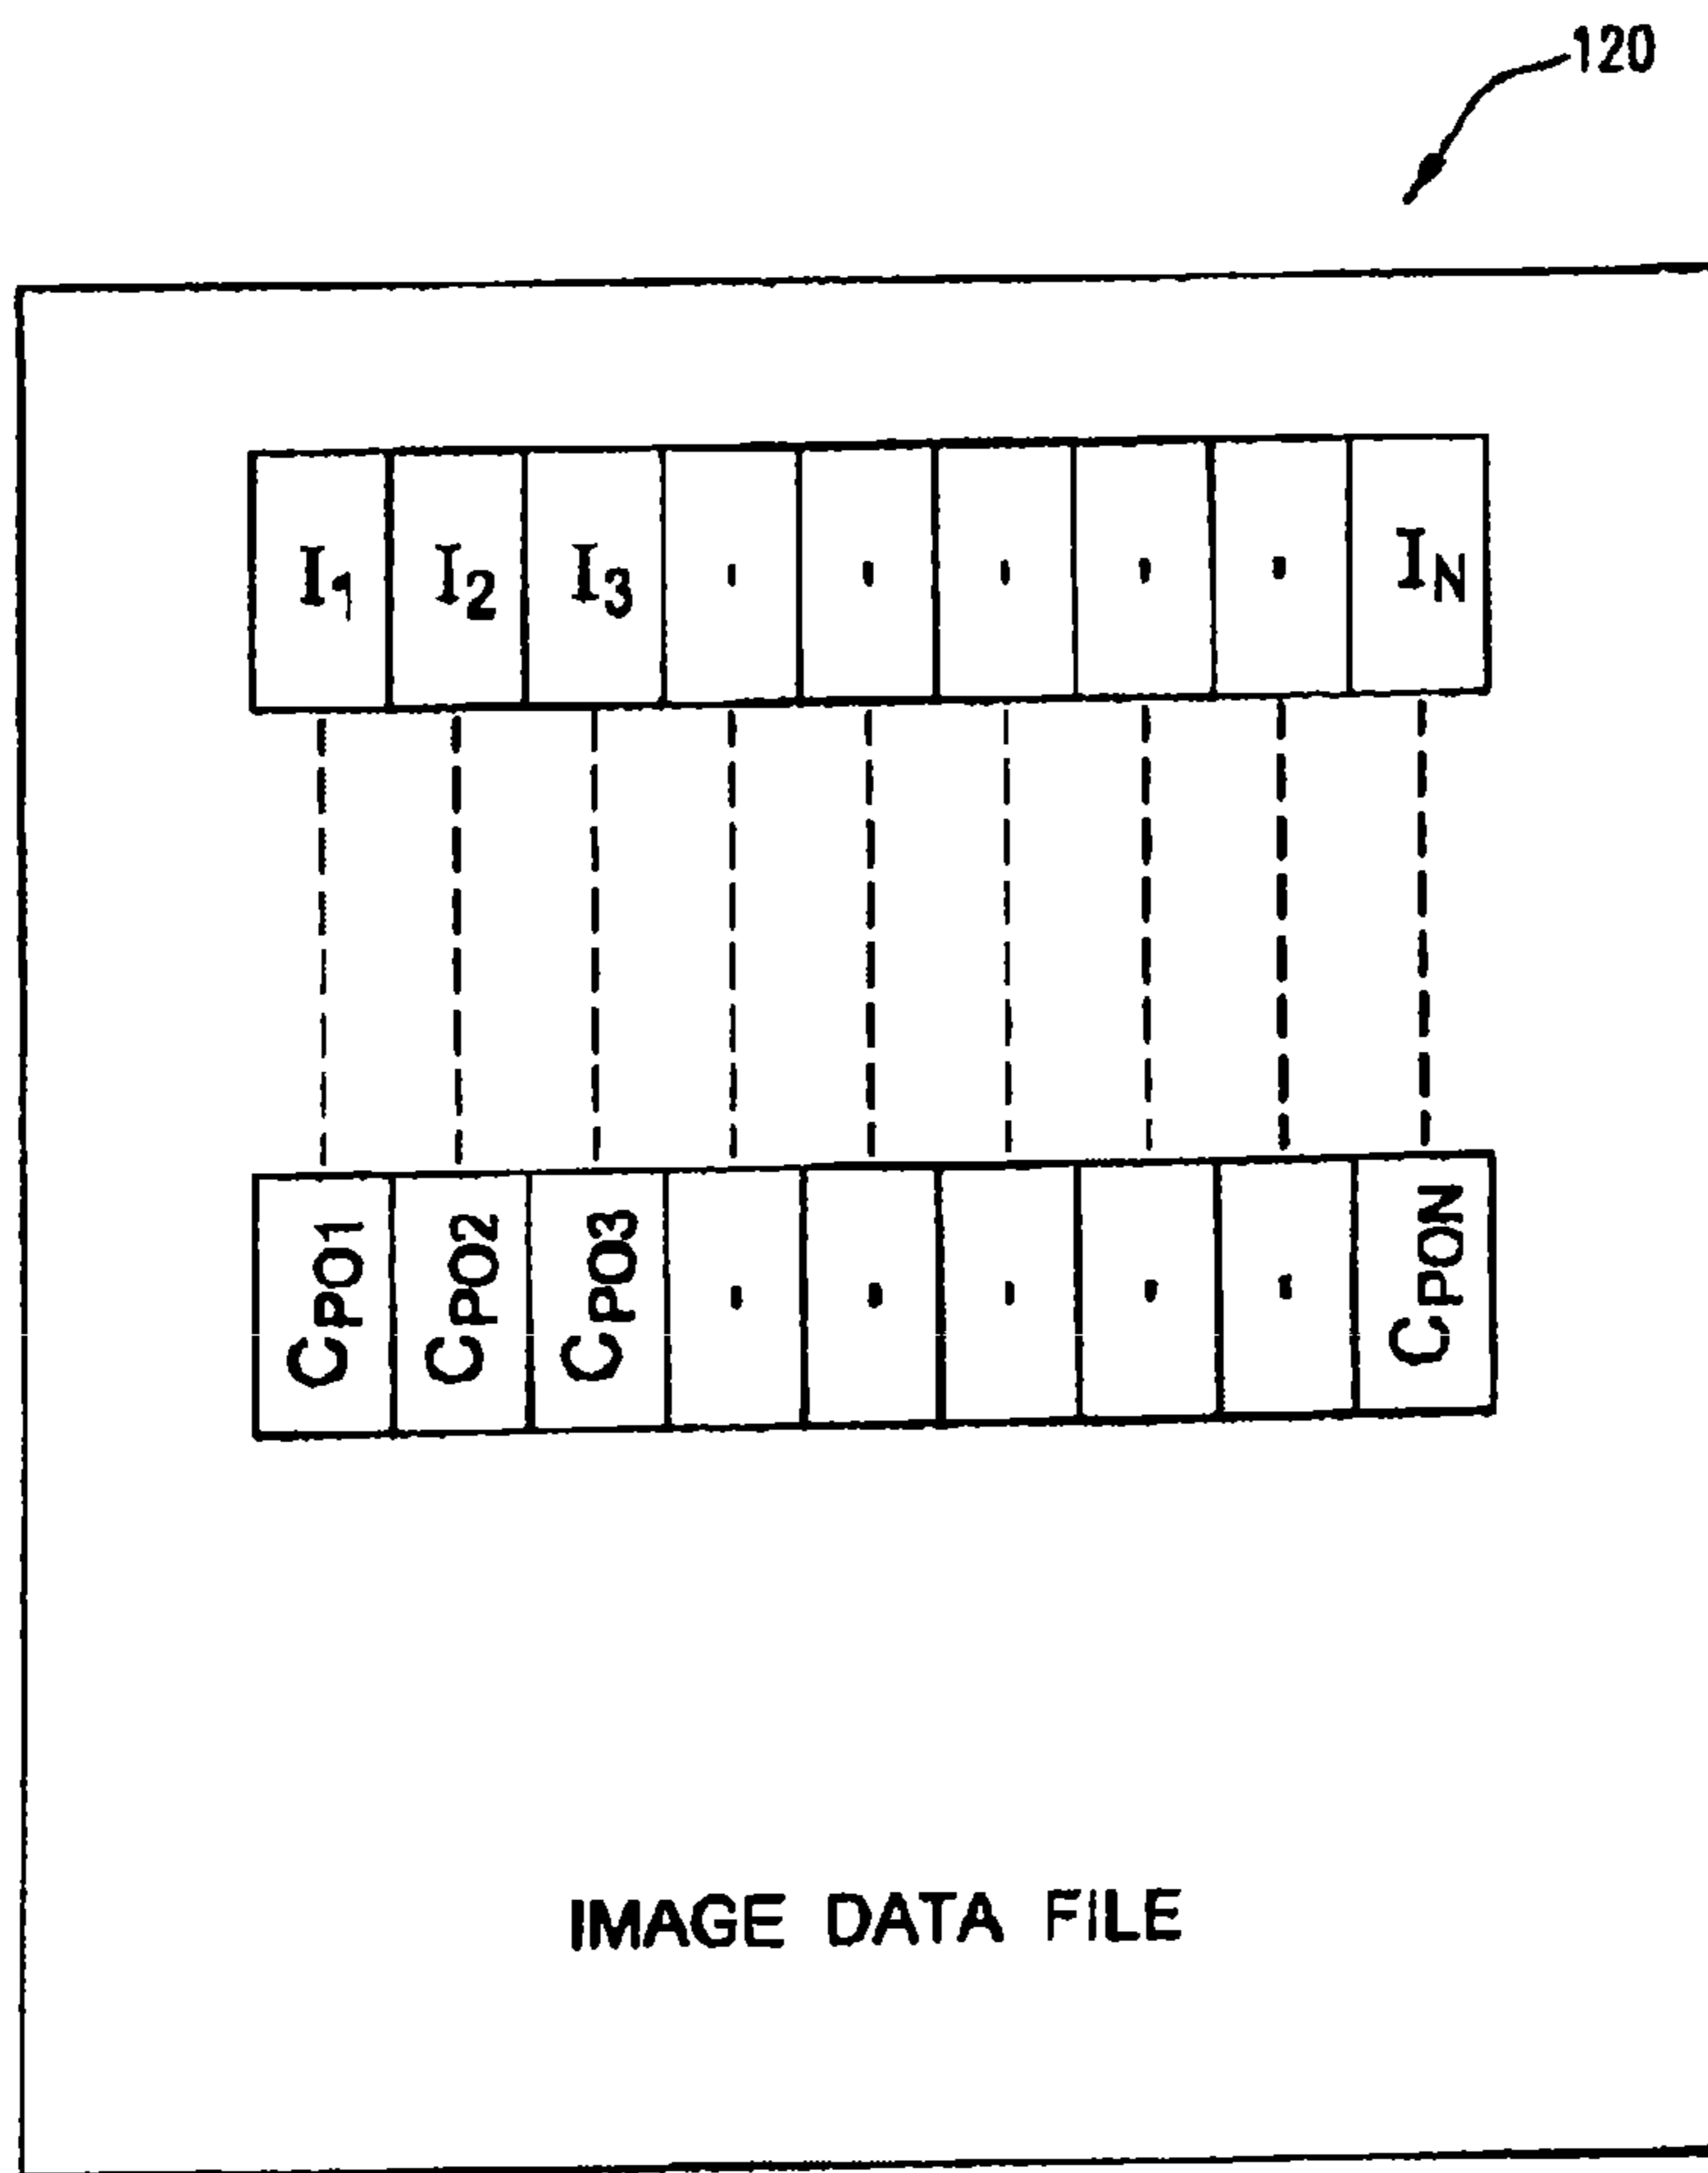 120
I1 I2 I3 · · · · · IN
CPO1 CPO2 CPO3 · · · · · CPON
IMAGE DATA FILE